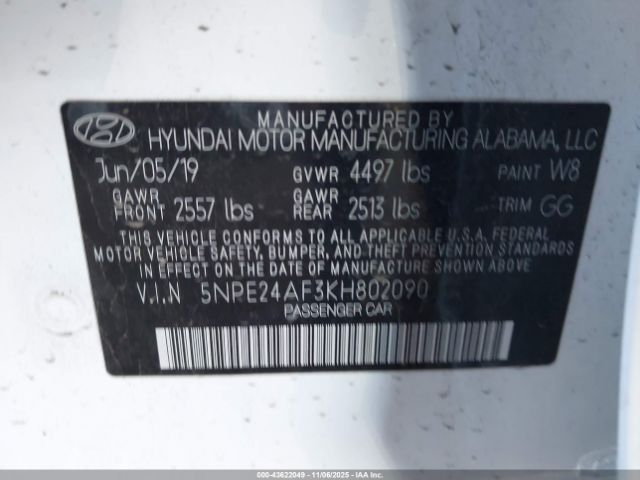 MANUFACTURED BY
HYUNDAI MOTOR MANUFACTURING ALABAMA, LLC
Jun/05/19 GVWR 4497 lbs PAINT W8
GAWR FRONT 2557 lbs GAWR REAR 2513 lbs TRIM GG
THIS VEHICLE CONFORMS TO ALL APPLICABLE U.S.A. FEDERAL
MOTOR VEHICLE SAFETY, BUMPER, AND THEFT PREVENTION STANDARDS
IN EFFECT ON THE DATE OF MANUFACTURE SHOWN ABOVE.
V.I.N 5NPE24AF3KH802090
PASSENGER CAR
000-43622049 - 11/06/2025 - IAAI.COM